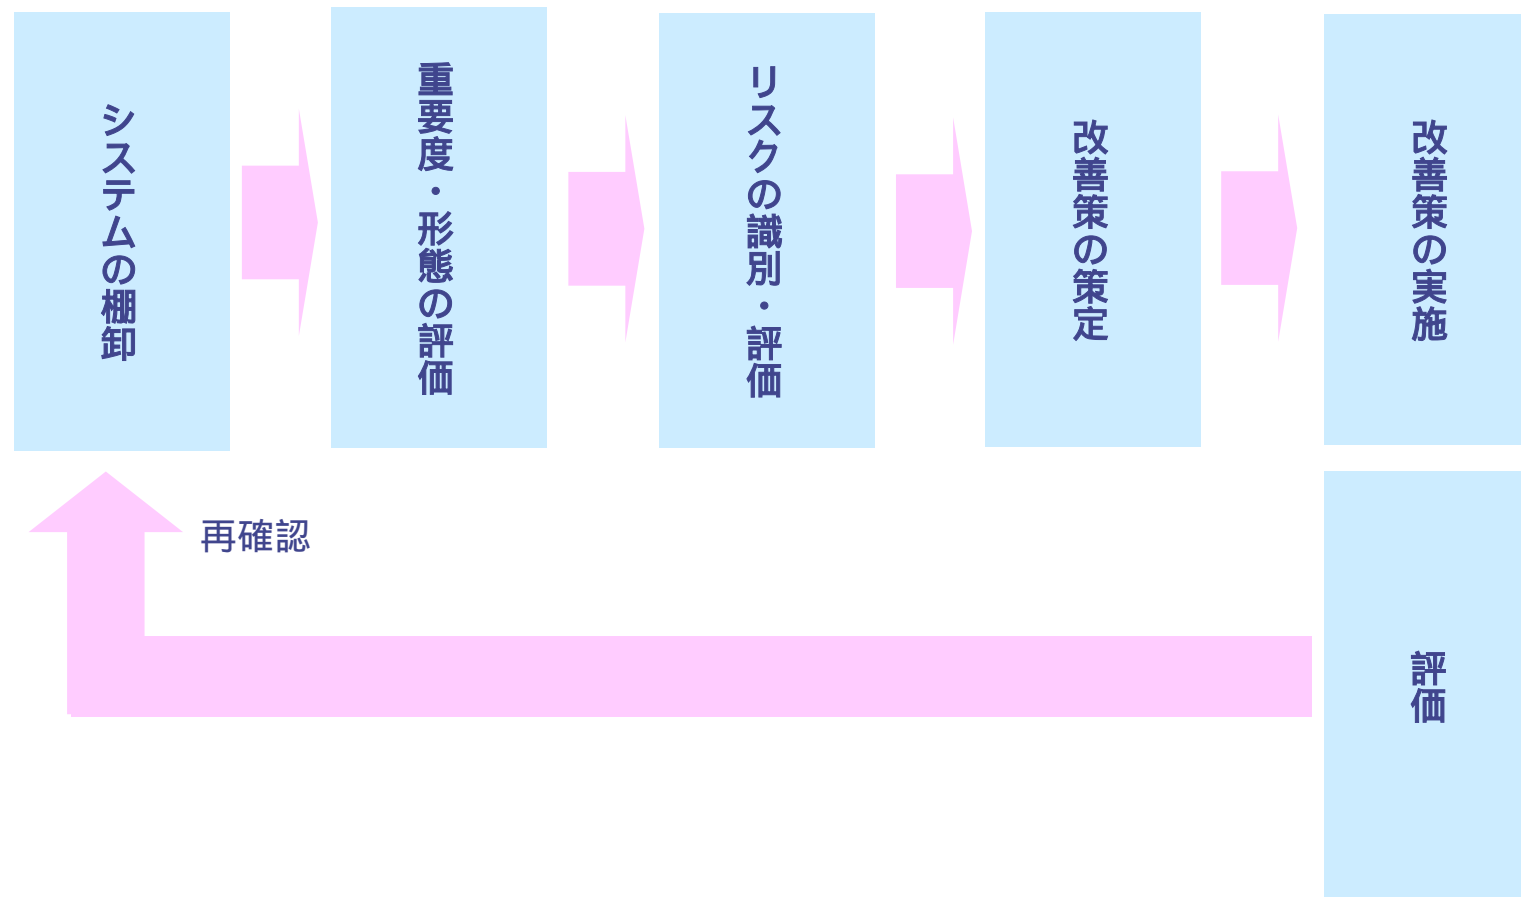 システムの棚卸
重要度・形態の評価
リスクの識別・評価
改善策の策定
改善策の実施
再確認
評価